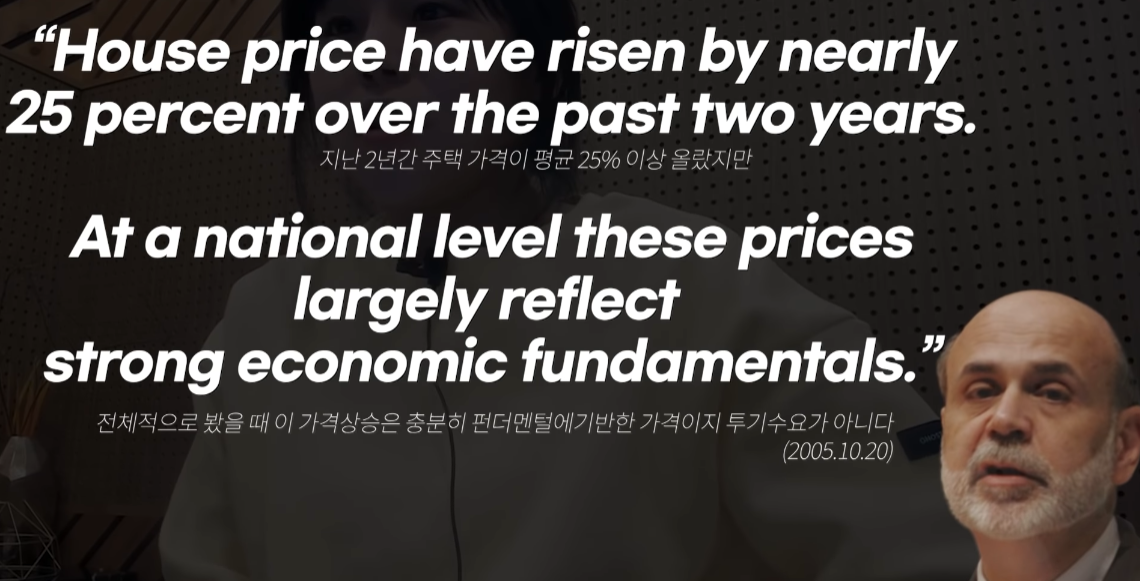 “House price have risen by nearly
25 percent over the past two years.
지난 2년간 주택 가격이 평균 25% 이상 올랐지만
At a national level these prices
largely reflect
strong economic fundamentals.”
전체적으로 봤을 때 이 가격상승은 충분히 펀더멘털에기반한 가격이지 투기수요가 아니다
(2005.10.20)